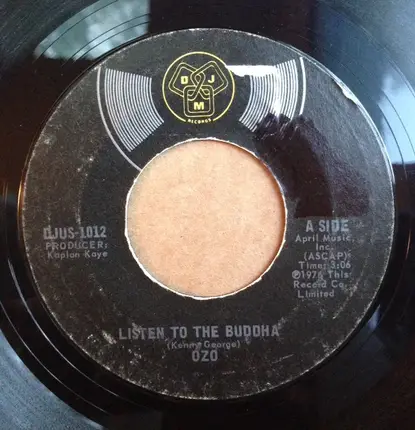 DJM
RECORDS
DJUS-1012
PRODUCER:
Kaplan Kaye
A SIDE
April Music,
Inc.
(ASCAP)
Time: 3:06
℗1976 This
Record Co.
Limited
LISTEN TO THE BUDDHA
(Kenny George)
OZO